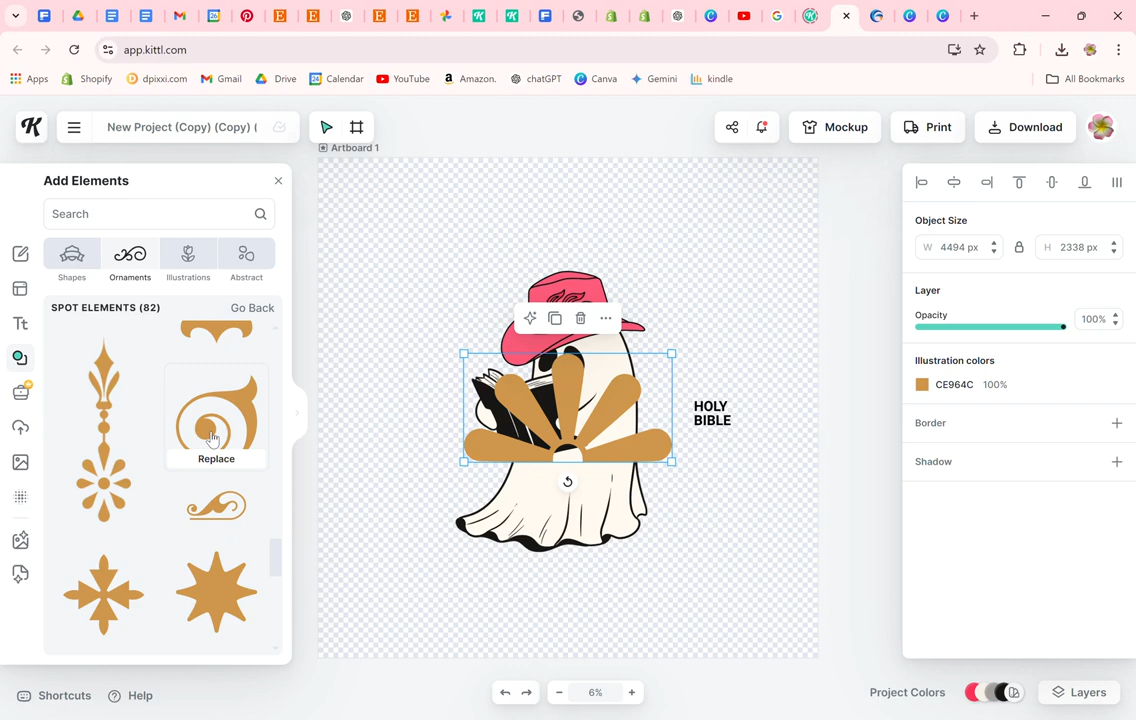 app.kittl.com
Apps
Shopify
dpixxi.com
Gmail
Drive
Calendar
YouTube
Amazon.
chatGPT
Canva
Gemini
kindle
All Bookmarks
New Project (Copy) (Copy) (
Mockup
Print
Download
Artboard 1
Add Elements
Search
Shapes
Ornaments
Illustrations
Abstract
SPOT ELEMENTS (82)
Go Back
Replace
HOLY
BIBLE
Object Size
W 4494 px
H 2338 px
Layer
Opacity
100%
Illustration colors
CE964C 100%
Border
Shadow
Shortcuts
Help
6%
Project Colors
Layers